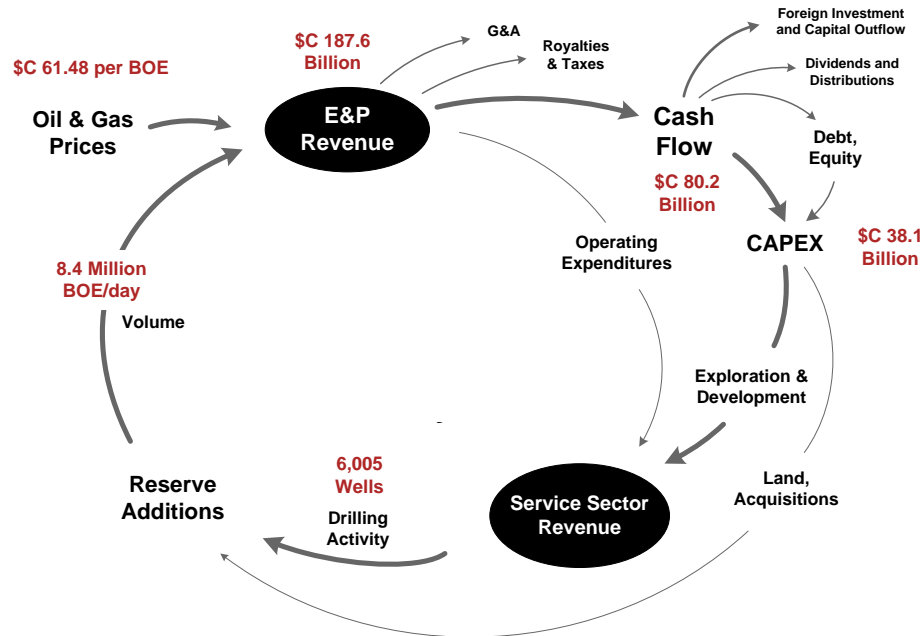 $C 61.48 per BOE
Oil & Gas
Prices
$C 187.6
Billion
E&P
Revenue
G&A
Royalties
& Taxes
Foreign Investment
and Capital Outflow
Dividends and
Distributions
Cash
Flow
Debt,
Equity
$C 80.2
Billion
CAPEX
$C 38.1
Billion
Operating
Expenditures
8.4 Million
BOE/day
Volume
Exploration &
Development
Land,
Acquisitions
Service Sector
Revenue
6,005
Wells
Drilling
Activity
Reserve
Additions